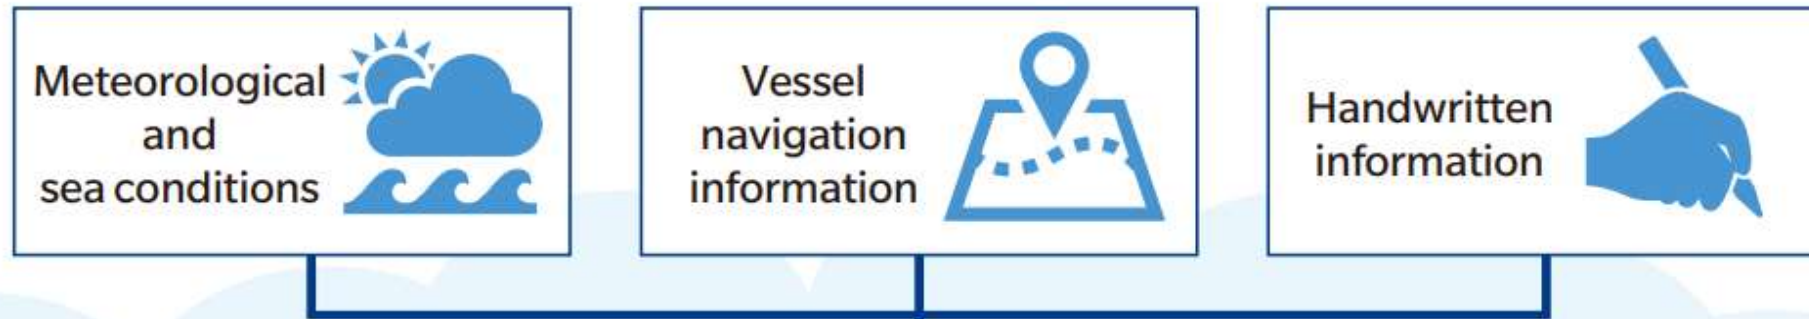 Meteorological
and
sea conditions
Vessel
navigation
information
Handwritten
information